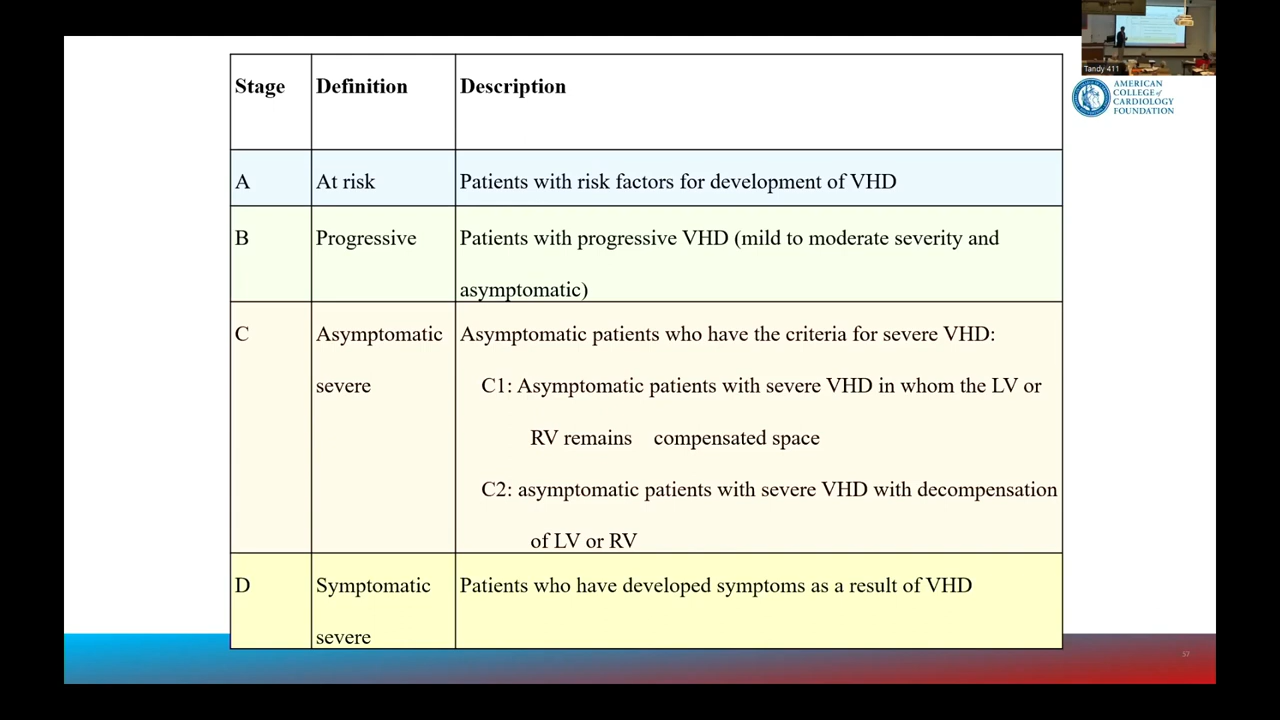 Stage Definition Description
A At risk Patients with risk factors for development of VHD
B Progressive Patients with progressive VHD (mild to moderate severity and
asymptomatic)
C Asymptomatic Asymptomatic patients who have the criteria for severe VHD:
severe C1: Asymptomatic patients with severe VHD in whom the LV or
RV remains compensated space
C2: asymptomatic patients with severe VHD with decompensation
of LV or RV
D Symptomatic Patients who have developed symptoms as a result of VHD
severe
Tandy 411
AMERICAN
COLLEGE of
CARDIOLOGY
FOUNDATION
57